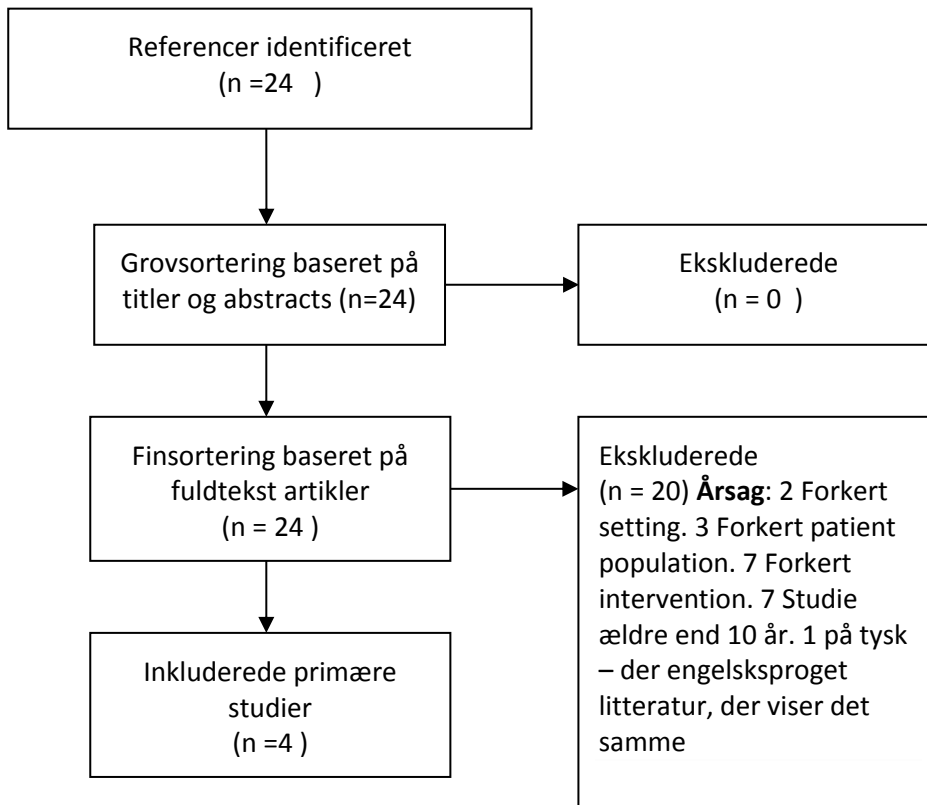 Referencer identificeret
(n =24 )
Grovsortering baseret på
titler og abstracts (n=24)
Ekskluderede
(n = 0 )
Finsortering baseret på
fuldtekst artikler
(n = 24 )
Ekskluderede
(n = 20) Årsag: 2 Forkert
setting. 3 Forkert patient
population. 7 Forkert
intervention. 7 Studie
ældre end 10 år. 1 på tysk
– der engelsksproget
litteratur, der viser det
samme
Inkluderede primære
studier
(n =4 )